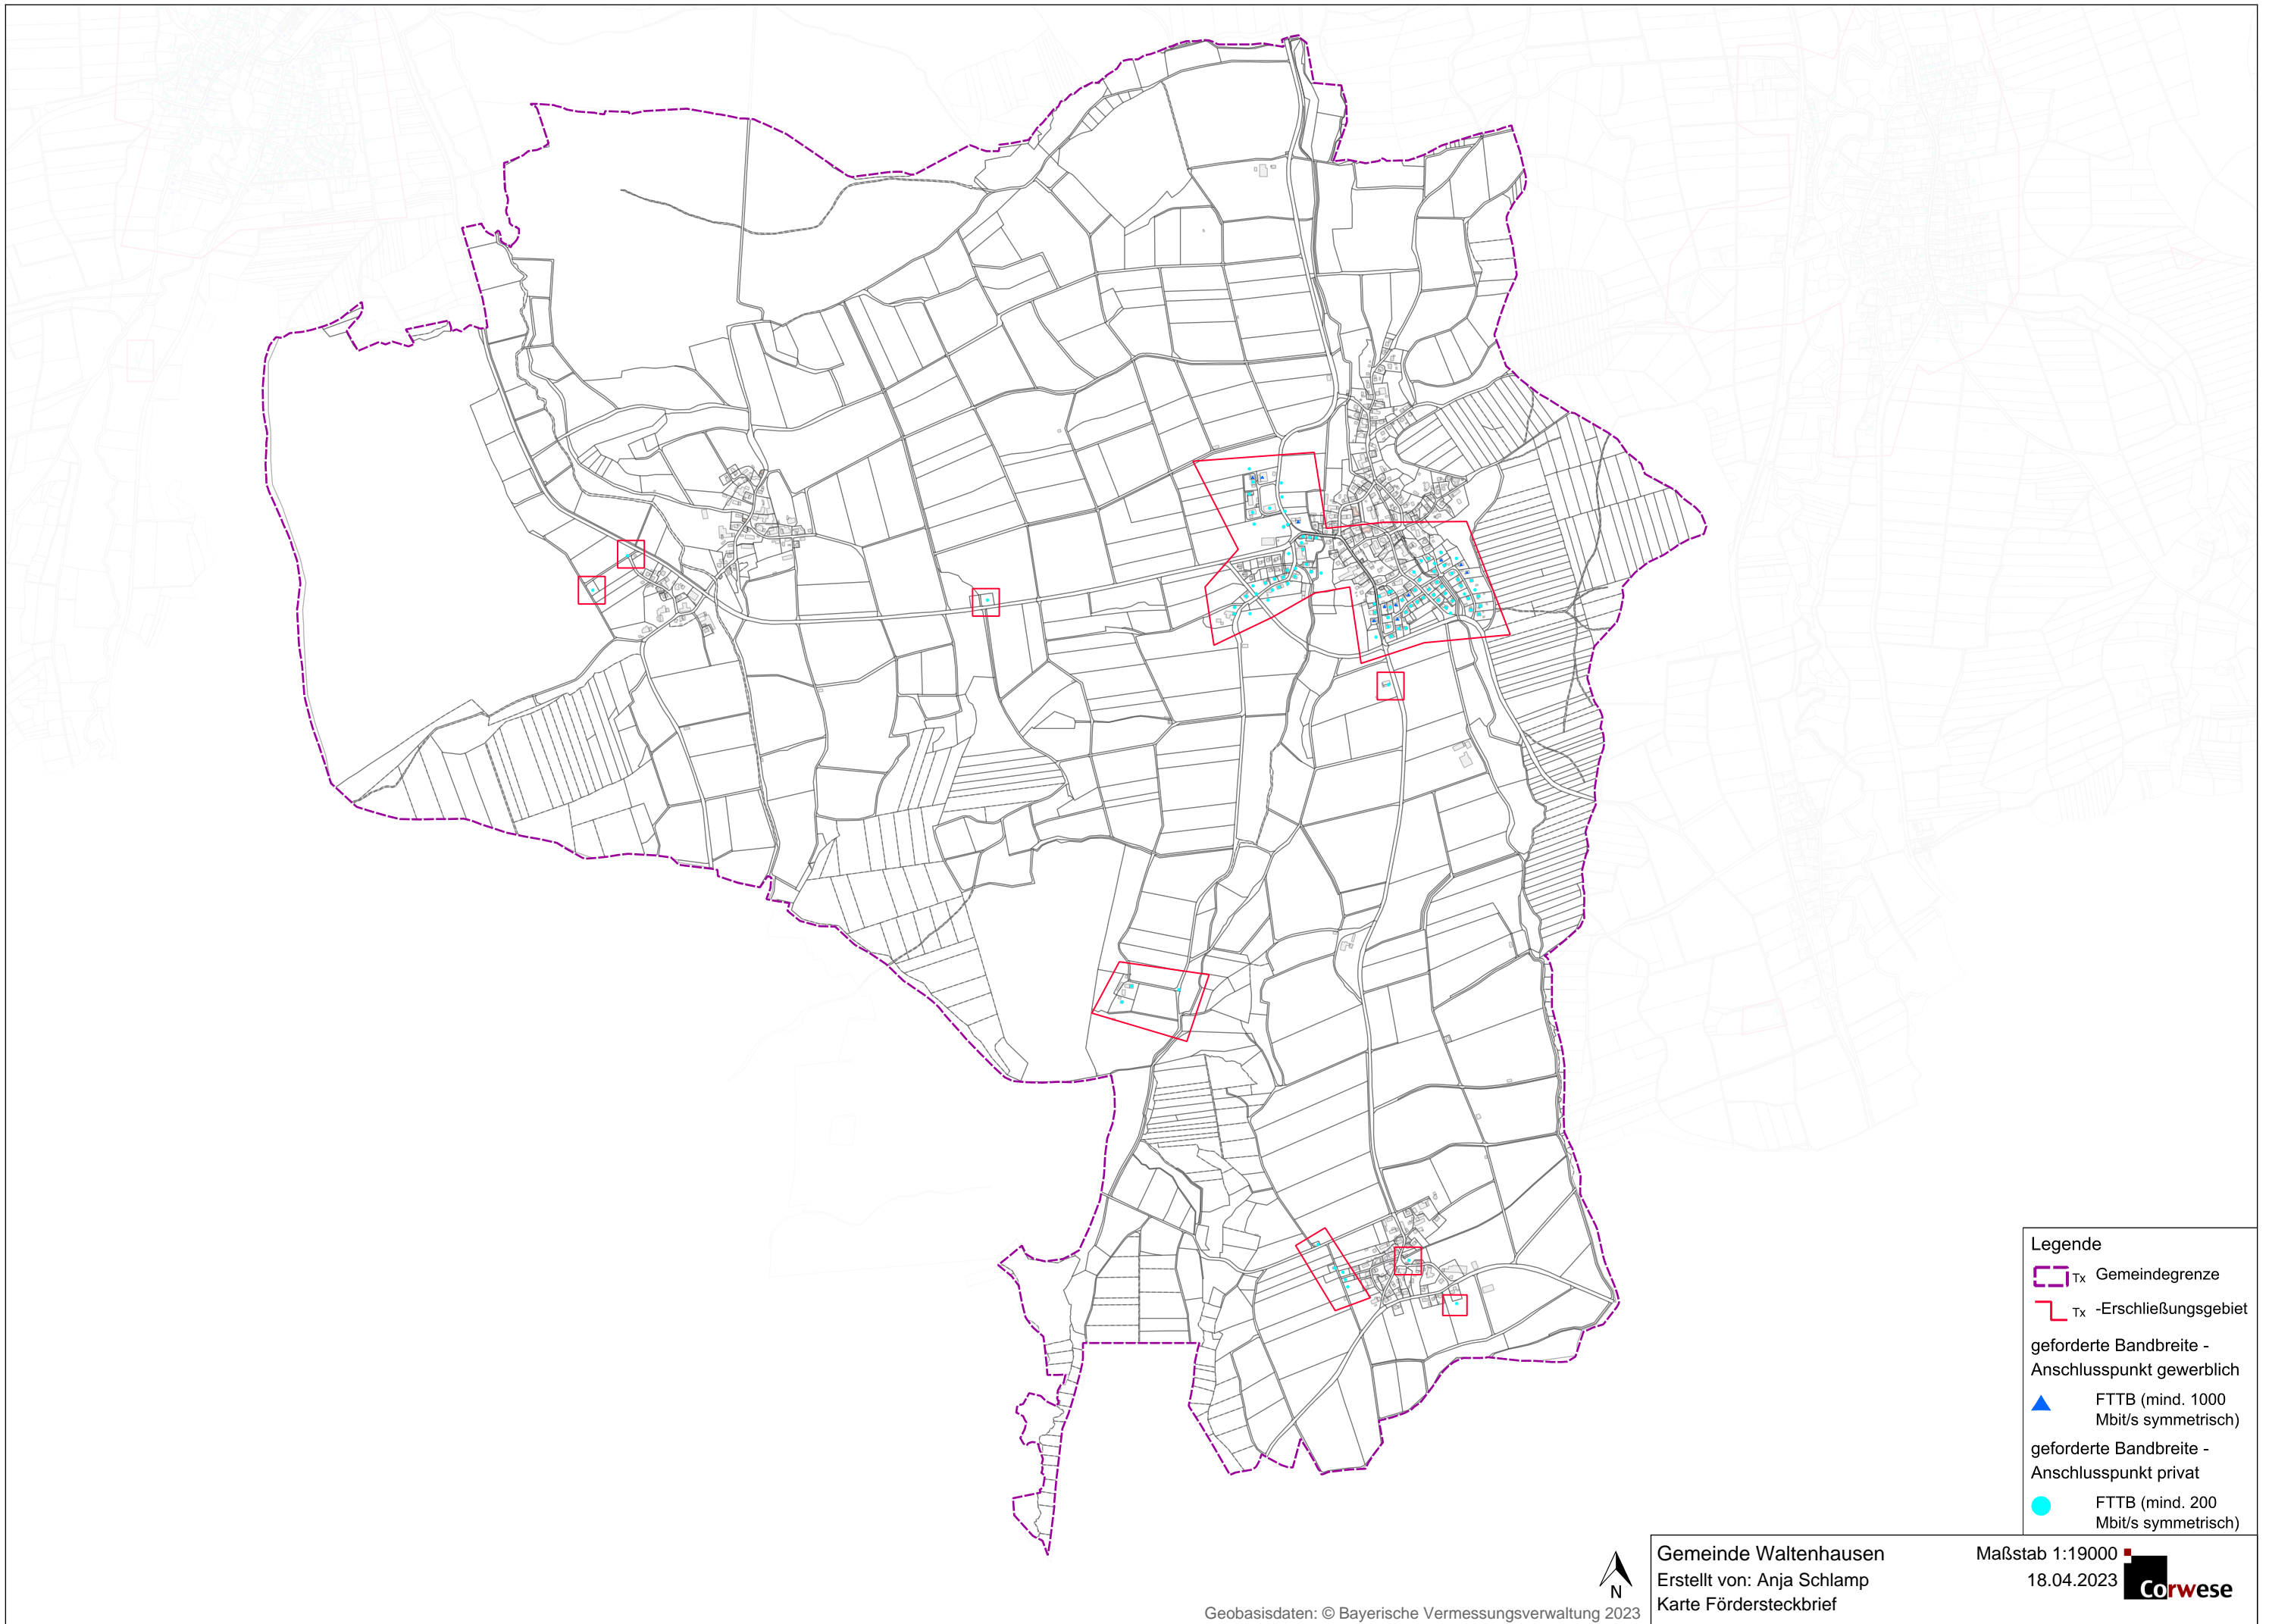 Legende
Tx Gemeindegrenze
Tx -Erschließungsgebiet
geforderte Bandbreite -
Anschlusspunkt gewerblich
FTTB (mind. 1000
Mbit/s symmetrisch)
geforderte Bandbreite -
Anschlusspunkt privat
FTTB (mind. 200
Mbit/s symmetrisch)
N
Geobasisdaten: © Bayerische Vermessungsverwaltung 2023
Gemeinde Waltenhausen
Erstellt von: Anja Schlamp
Karte Fördersteckbrief
Maßstab 1:19000
18.04.2023
Corwese